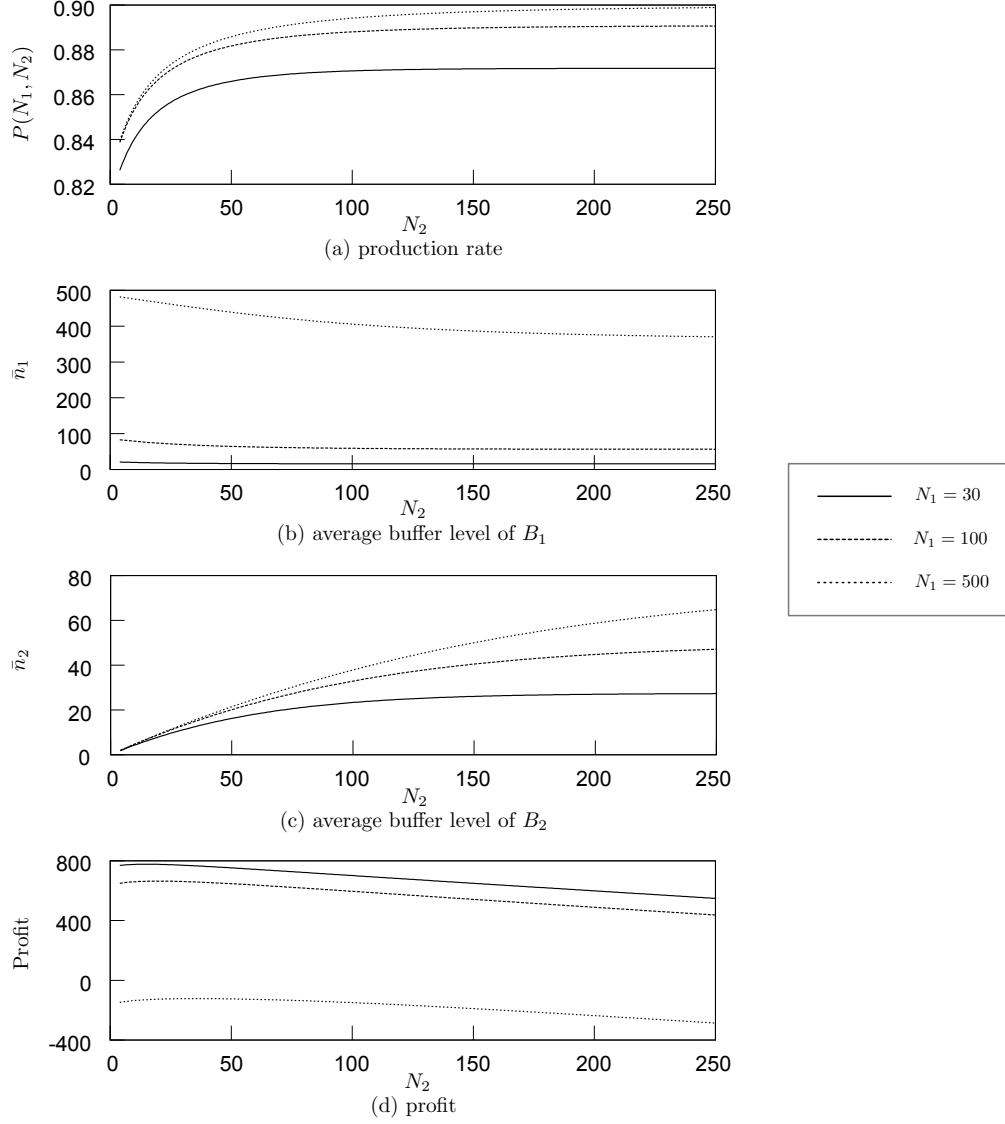 P(N₁, N₂)
0.90
0.88
0.86
0.84
0.82
0 50 100 150 200 250
N₂
(a) production rate
n̄₁
500
400
300
200
100
0
0 50 100 150 200 250
N₂
(b) average buffer level of B₁
N₁ = 30
N₁ = 100
N₁ = 500
n̄₂
80
60
40
20
0
0 50 100 150 200 250
N₂
(c) average buffer level of B₂
Profit
800
400
0
-400
0 50 100 150 200 250
N₂
(d) profit